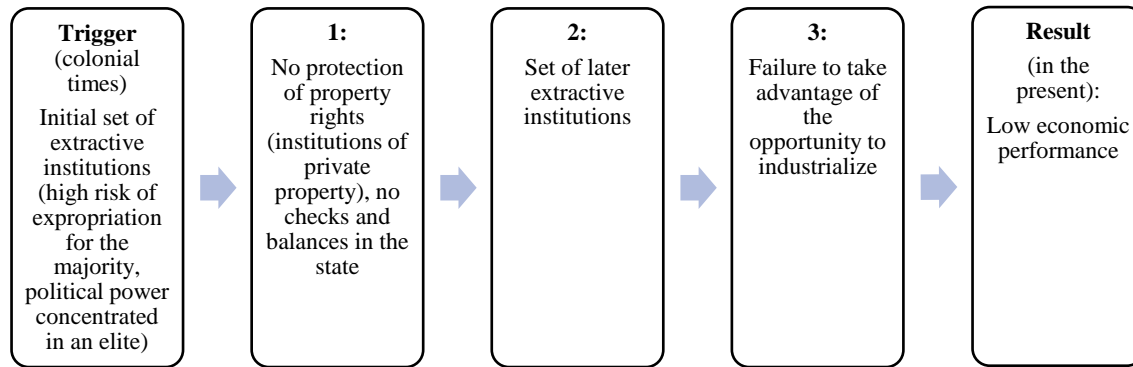 Trigger
(colonial
times)
Initial set of
extractive
institutions
(high risk of
expropriation
for the
majority,
political power
concentrated
in an elite)
1:
No protection
of property
rights
(institutions of
private
property), no
checks and
balances in the
state
2:
Set of later
extractive
institutions
3:
Failure to take
advantage of
the
opportunity to
industrialize
Result
(in the
present):
Low economic
performance